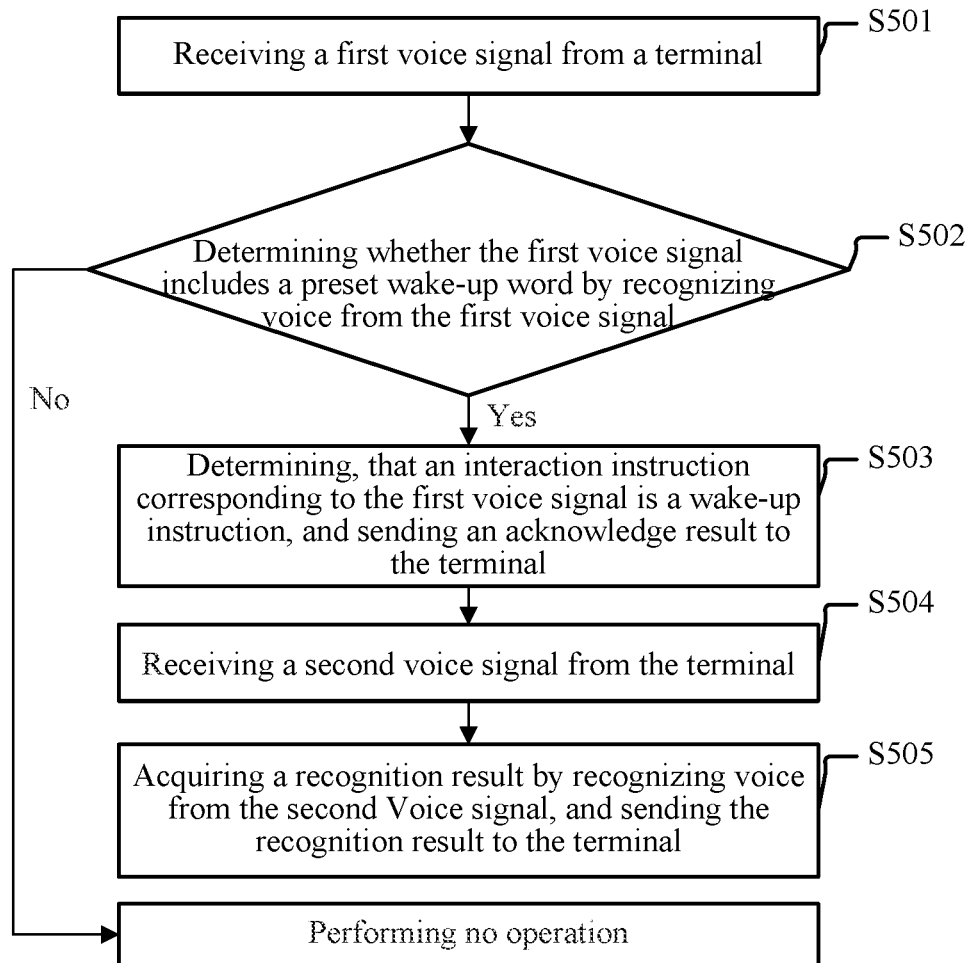 S501
Receiving a first voice signal from a terminal
S502
Determining whether the first voice signal
includes a preset wake-up word by recognizing
voice from the first voice signal
No
Yes
S503
Determining, that an interaction instruction
corresponding to the first voice signal is a wake-up
instruction, and sending an acknowledge result to
the terminal
S504
Receiving a second voice signal from the terminal
S505
Acquiring a recognition result by recognizing voice
from the second Voice signal, and sending the
recognition result to the terminal
Performing no operation